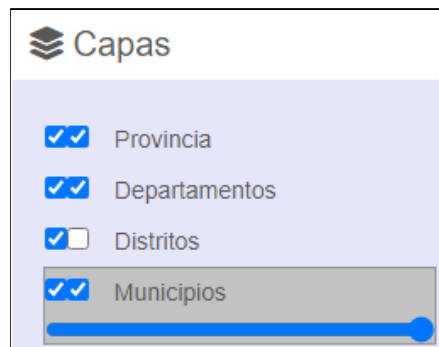 Capas
Provincia
Departamentos
Distritos
Municipios